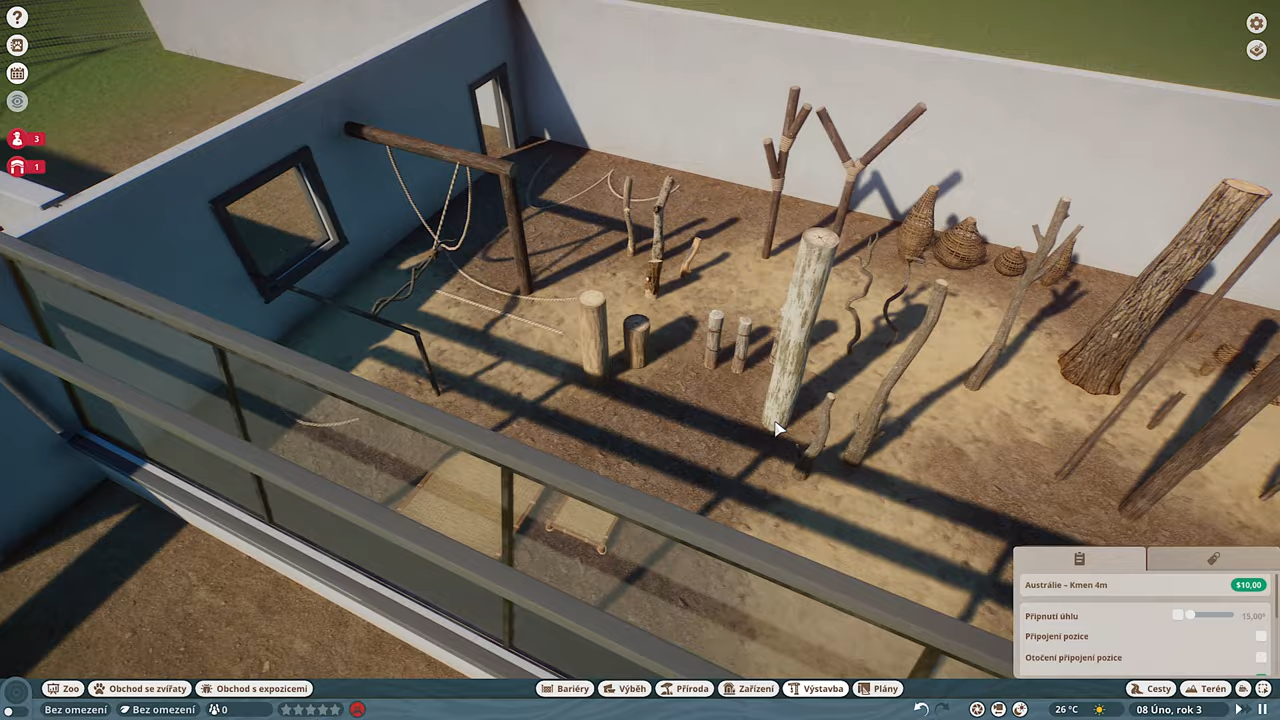 ?
3
1
Austrálie – Kmen 4m
$10,00
Připnutí úhlu
15,00°
Připojení pozice
Otočení připojení pozice
Zoo
Obchod se zvířaty
Obchod s expozicemi
Bariéry
Výběh
Příroda
Zařízení
Výstavba
Plány
Cesty
Terén
Bez omezení
Bez omezení
0
26 °C
08 Úno, rok 3